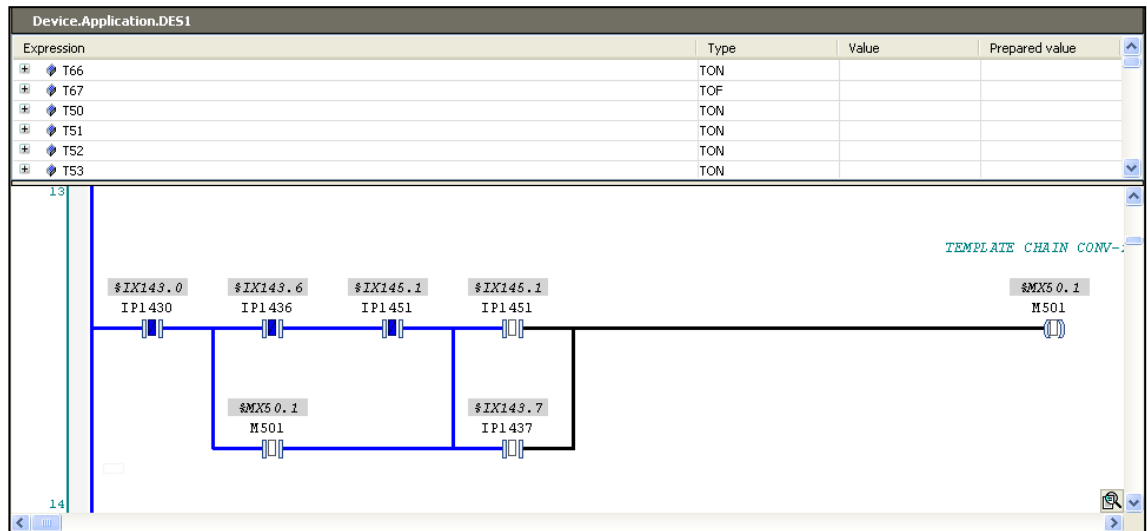 Device.Application.DES1
Expression Type Value Prepared value
T66 TON
T67 TOF
T50 TON
T51 TON
T52 TON
T53 TON
13
TEMPLATE CHAIN CONV-
%IX143.0 %IX143.6 %IX145.1 %IX145.1 %MX50.1
IP1430 IP1436 IP1451 IP1451 M501
%MX50.1 %IX143.7
M501 IP1437
14